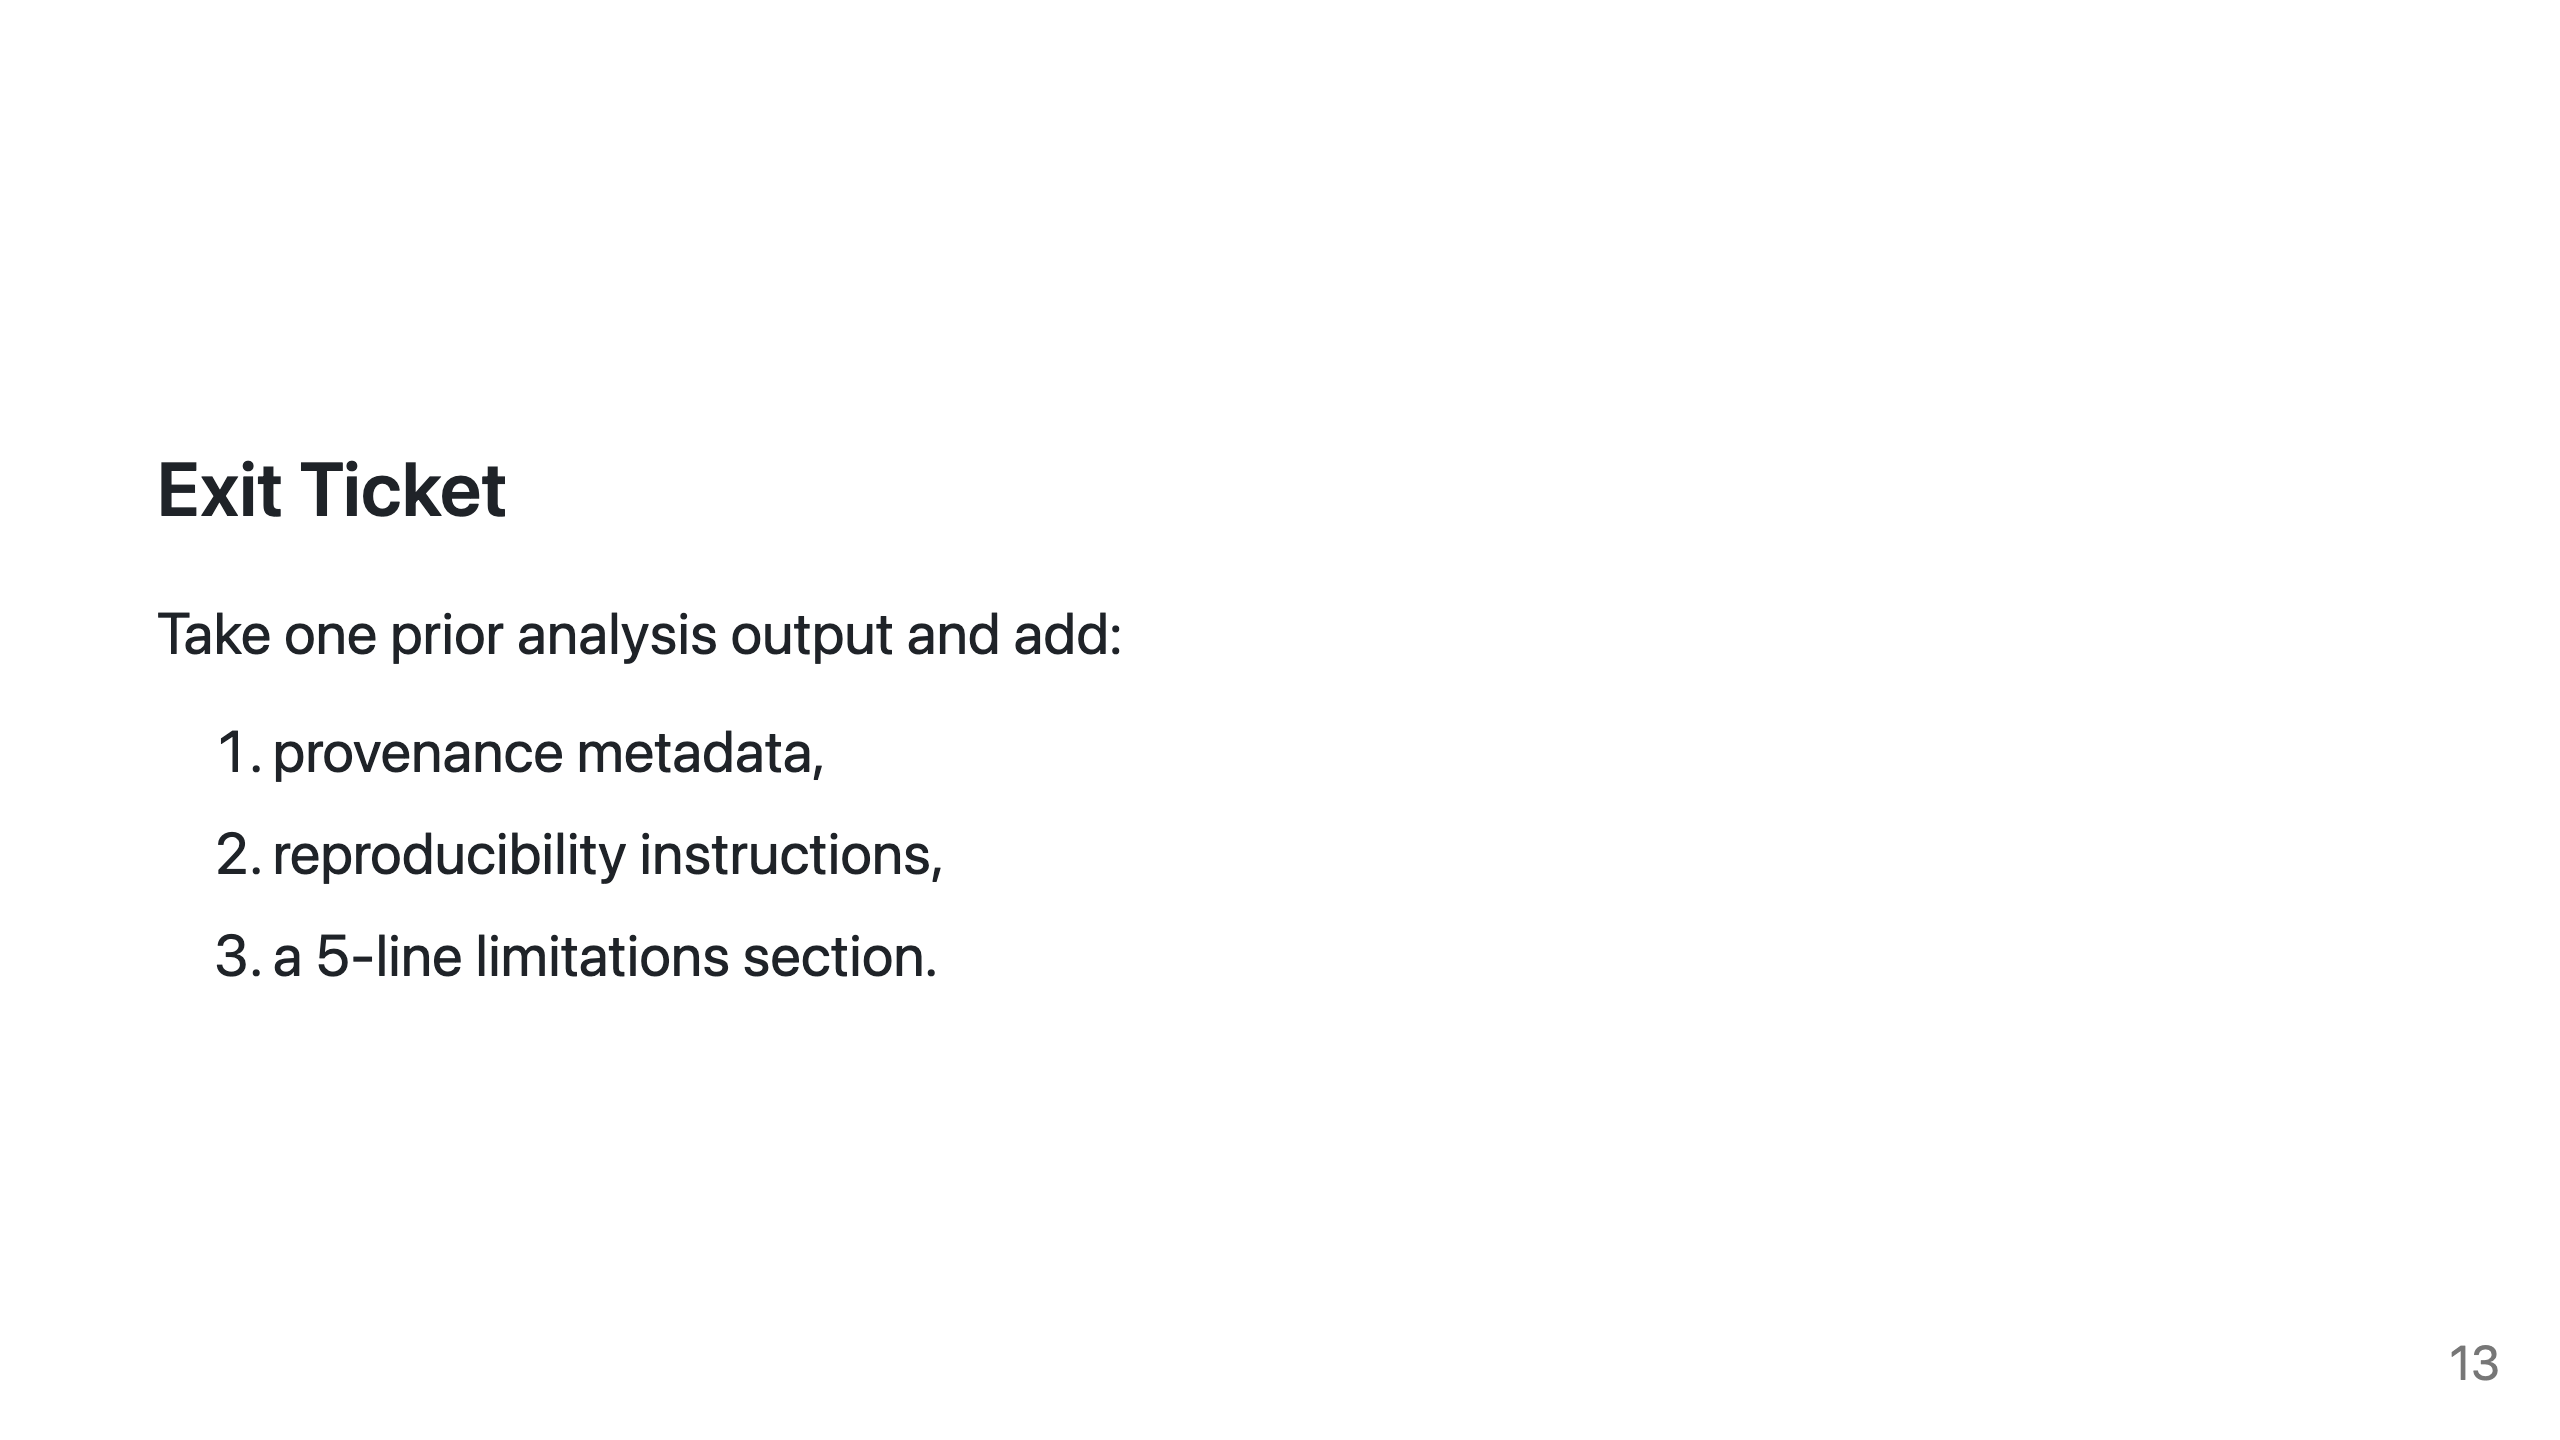 Exit Ticket
Take one prior analysis output and add:
1. provenance metadata,
2. reproducibility instructions,
3. a 5-line limitations section.
13